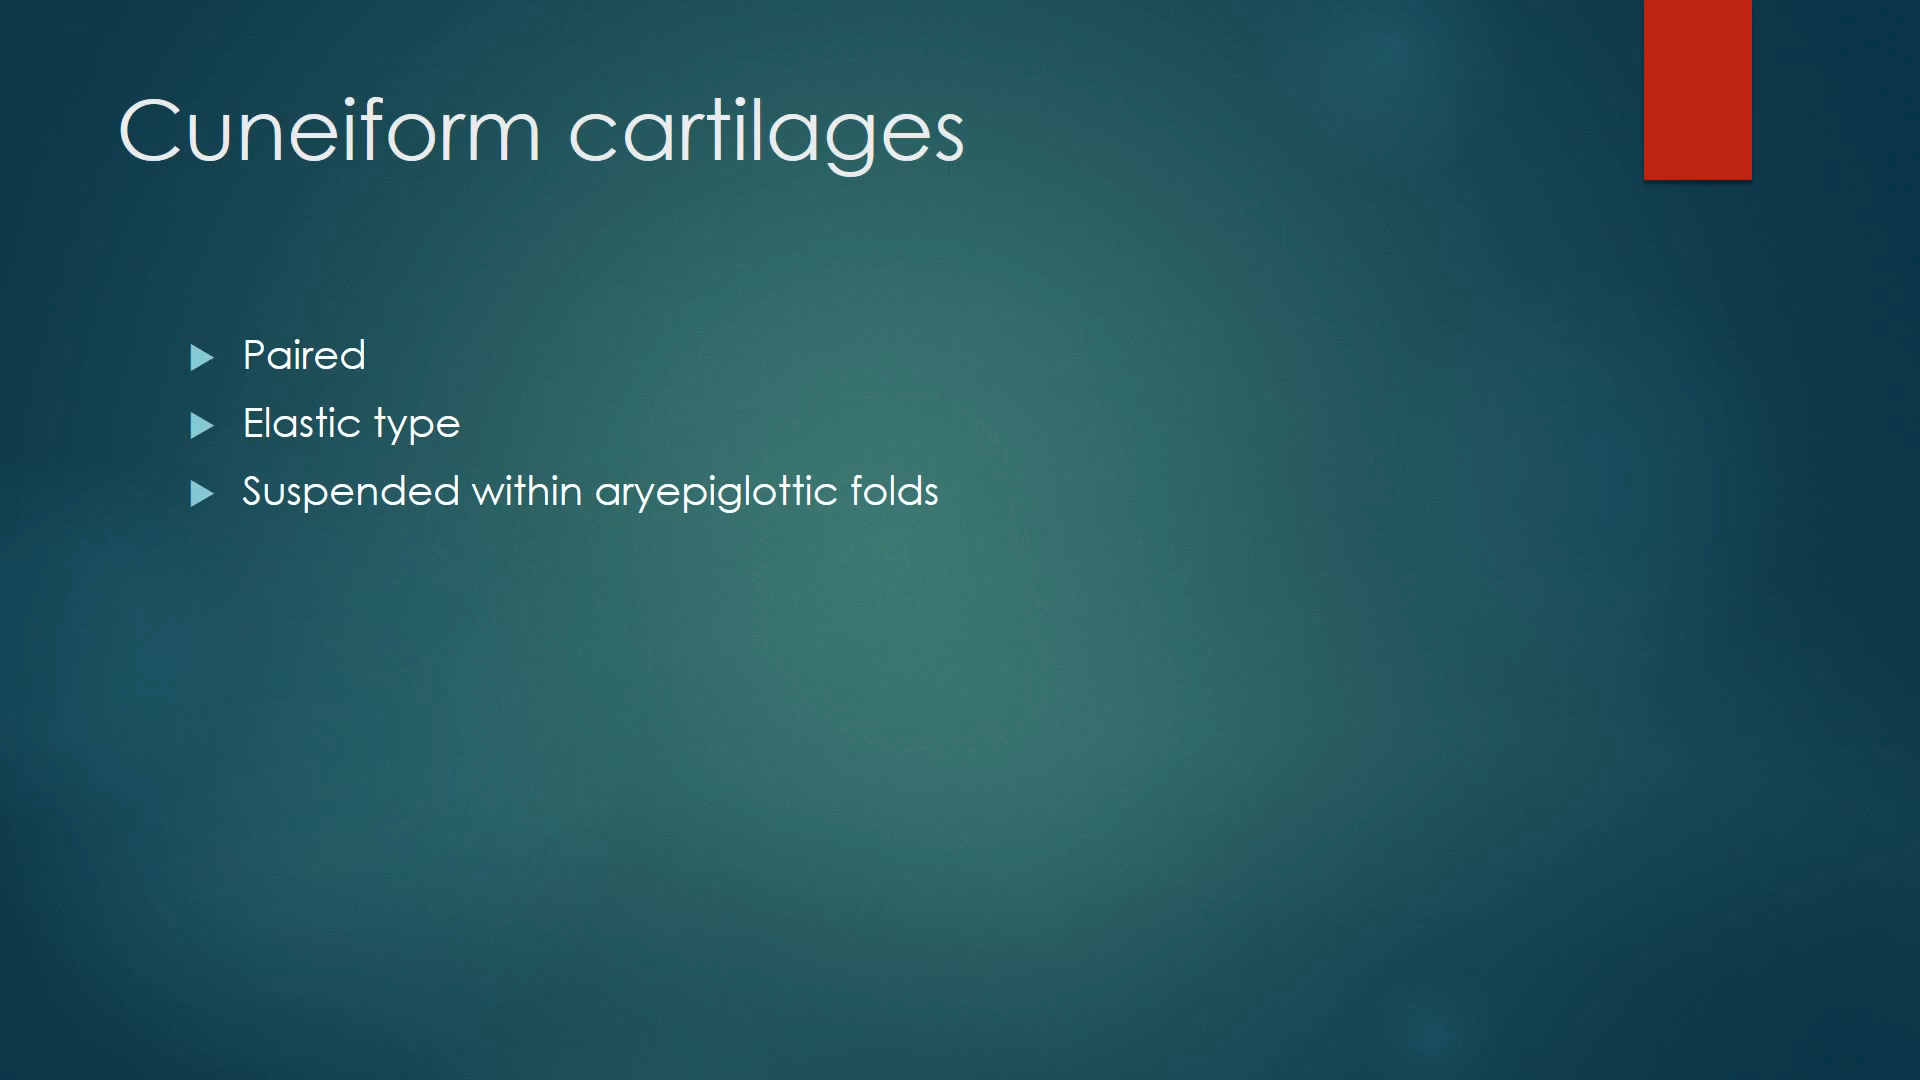 Cuneiform cartilages
Paired
Elastic type
Suspended within aryepiglottic folds